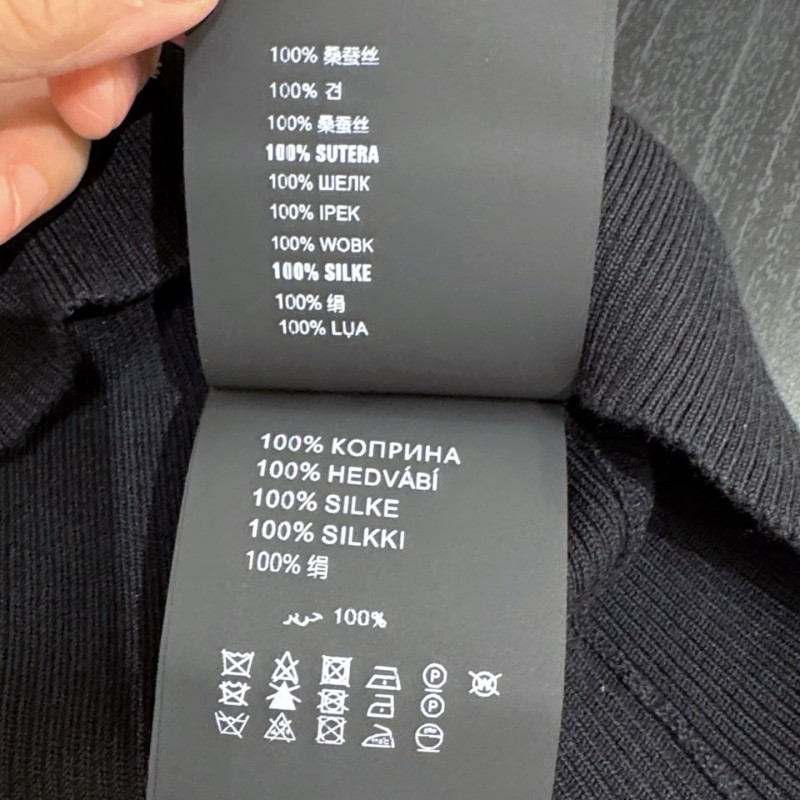 100% 桑蚕丝
100% 견
100% 桑蚕丝
100% SUTERA
100% ШЕЛК
100% IPEK
100% WOBK
100% SILKE
100% 绢
100% LỤA
100% КОПРИНА
100% HEDVÁBÍ
100% SILKE
100% SILKKI
100% 绢
100% حرير
P
W
P